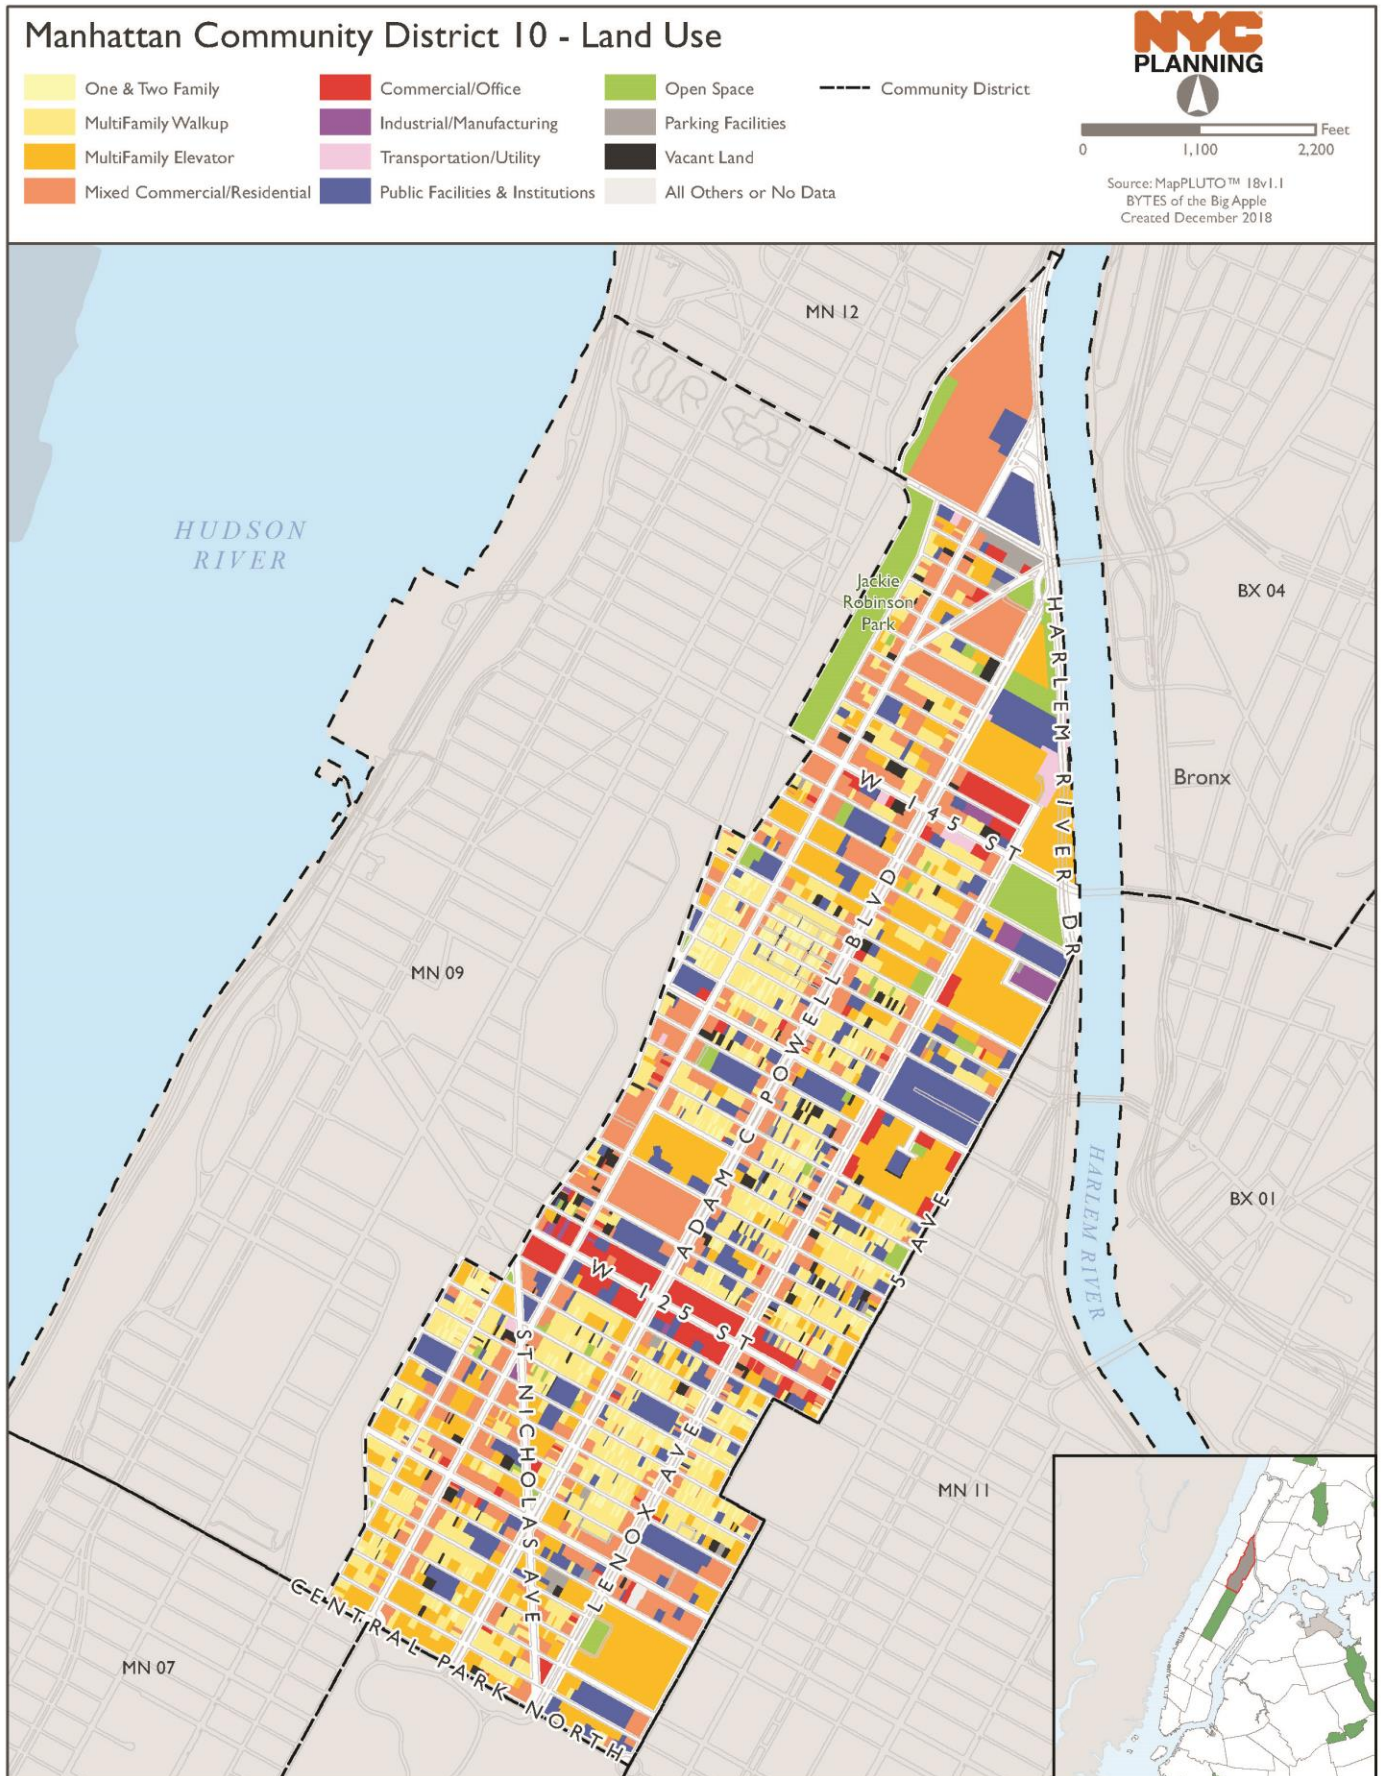 Manhattan Community District 10 - Land Use
NYC
PLANNING
One & Two Family
MultiFamily Walkup
MultiFamily Elevator
Mixed Commercial/Residential
Commercial/Office
Industrial/Manufacturing
Transportation/Utility
Public Facilities & Institutions
Open Space
Parking Facilities
Vacant Land
All Others or No Data
Community District
Feet
0 1,100 2,200
Source: MapPLUTO™ 18v1.1
BYTES of the Big Apple
Created December 2018
MN 12
HUDSON
RIVER
Jackie
Robinson
Park
BX 04
HARLEM RIVER DR
Bronx
W 145 ST
MN 09
ADAM C POWELL BLVD
HARLEM RIVER
BX 01
5 AVE
W 125 ST
ST NICHOLAS AVE
LENOX AVE
MN 11
CENTRAL PARK NORTH
MN 07